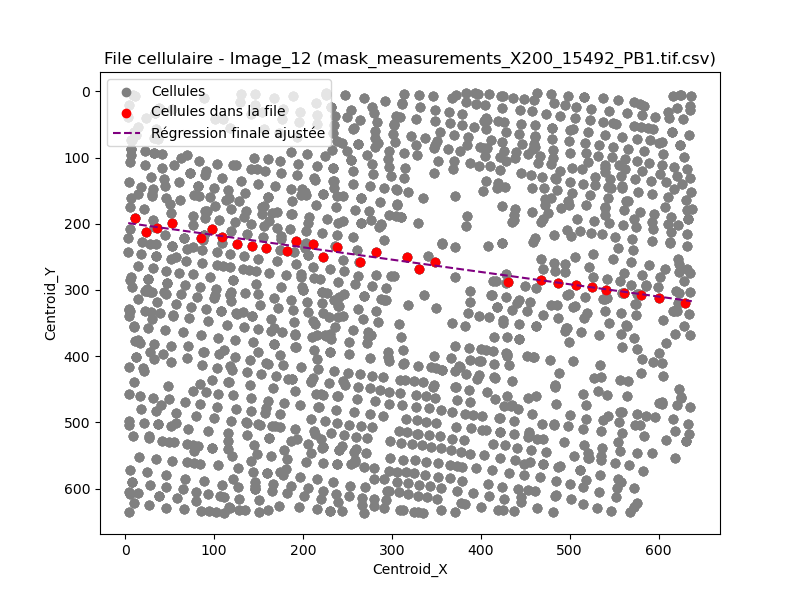 File cellulaire - Image_12 (mask_measurements_X200_15492_PB1.tif.csv)
Cellules
Cellules dans la file
Régression finale ajustée
Centroid_Y
0
100
200
300
400
500
600
0 100 200 300 400 500 600
Centroid_X